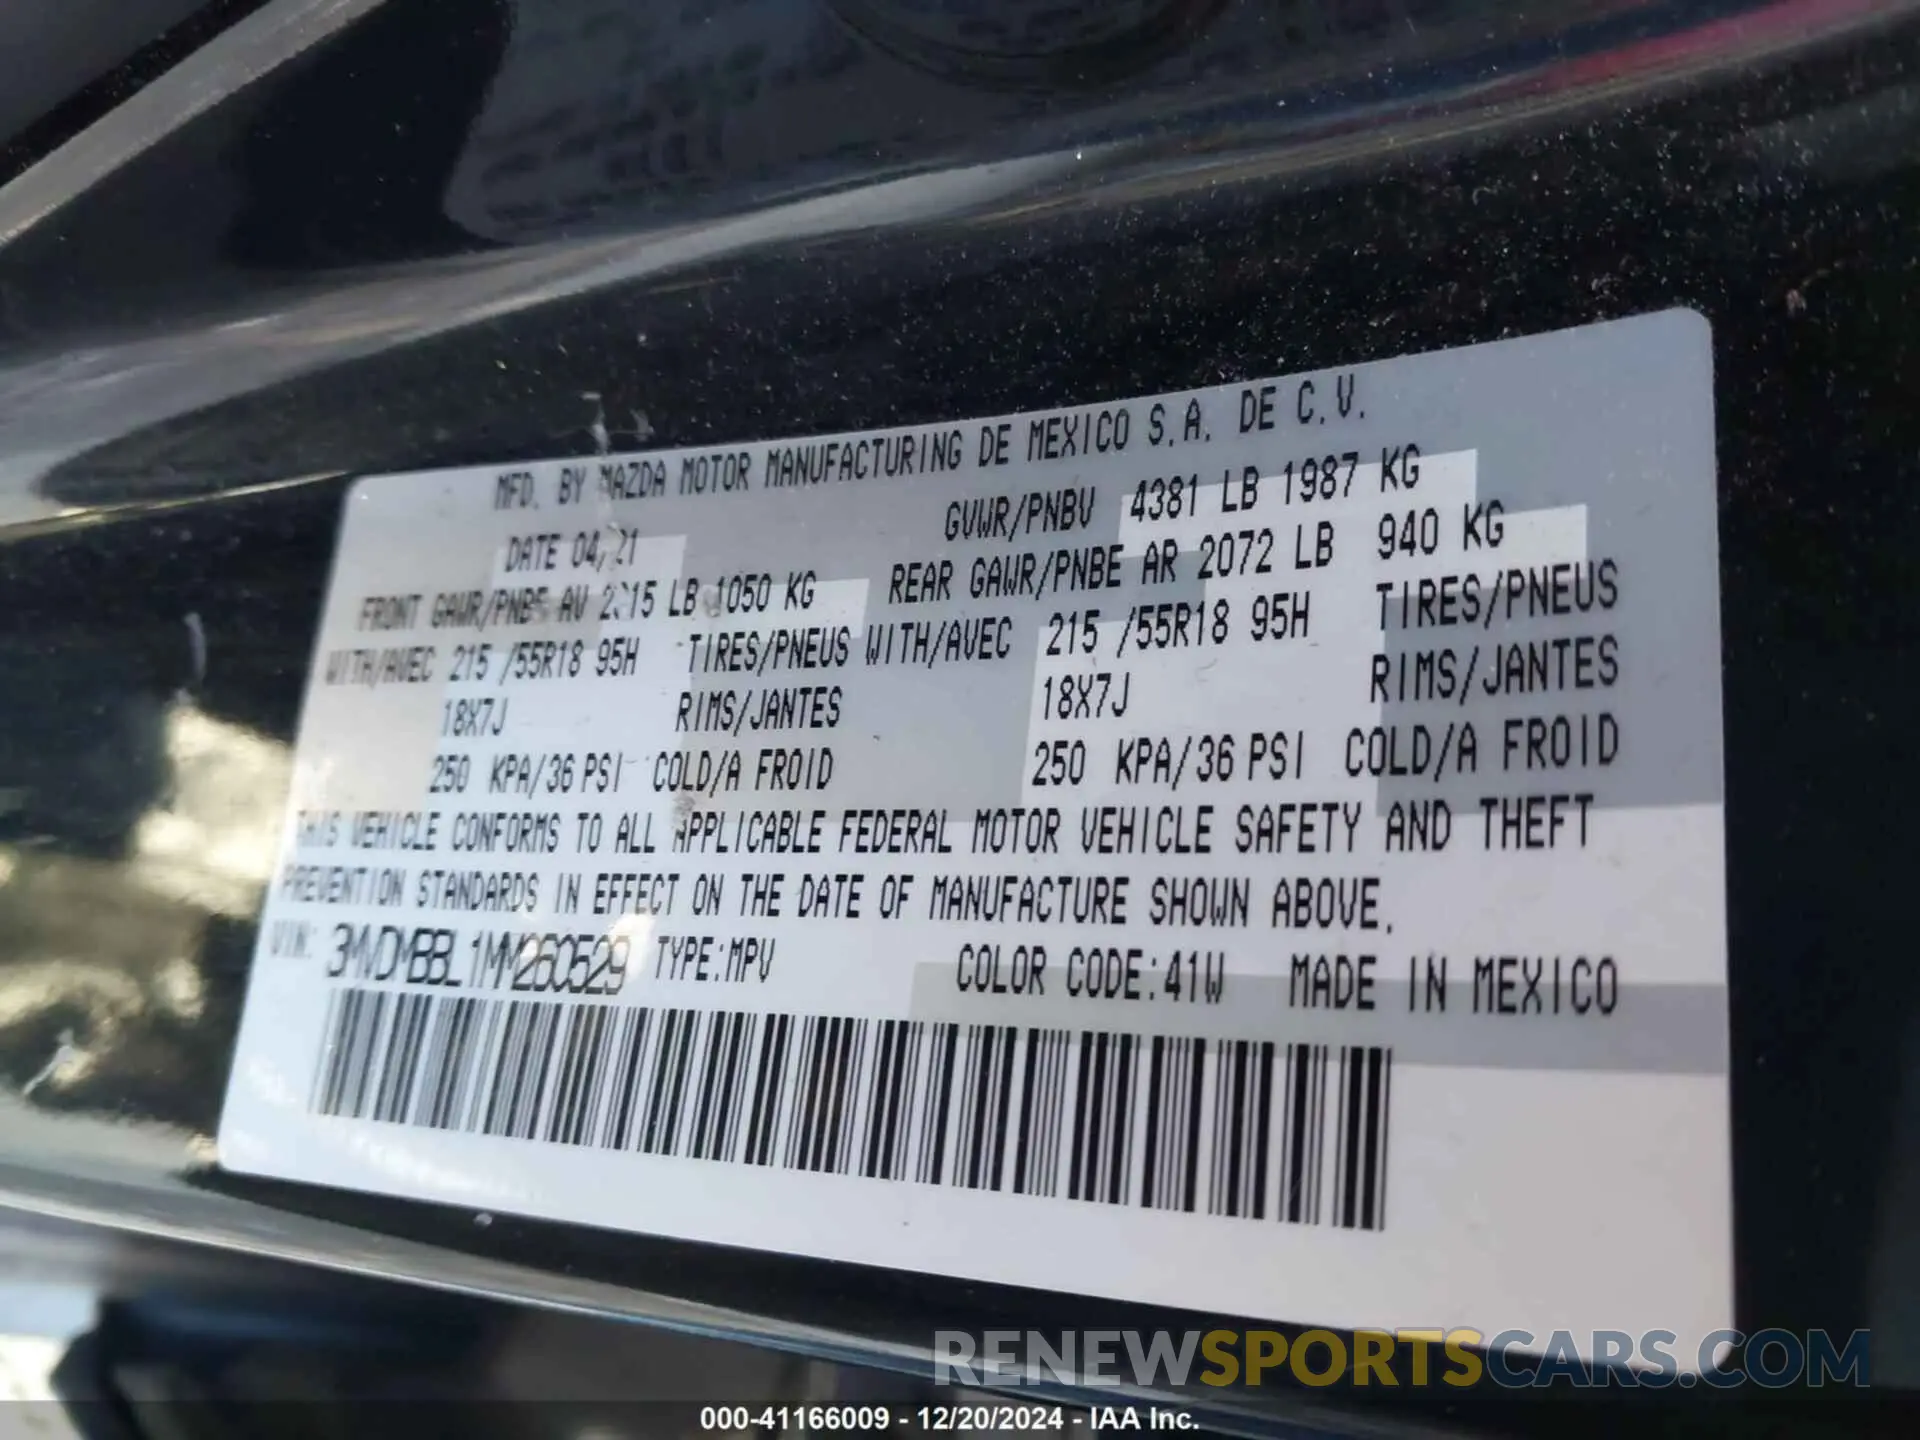 MFD. BY MAZDA MOTOR MANUFACTURING DE MEXICO S.A. DE C.V.
DATE 04/21 GVWR/PNBV 4381 LB 1987 KG
FRONT GAWR/PNBE AV LB 1050 KG REAR GAWR/PNBE AR 2072 LB 940 KG
WITH/AVEC 215 /55R18 95H TIRES/PNEUS WITH/AVEC 215 /55R18 95H TIRES/PNEUS
18X7J RIMS/JANTES 18X7J RIMS/JANTES
250 KPA/36 PSI COLD/A FROID 250 KPA/36 PSI COLD/A FROID
THIS VEHICLE CONFORMS TO ALL APPLICABLE FEDERAL MOTOR VEHICLE SAFETY AND THEFT
PREVENTION STANDARDS IN EFFECT ON THE DATE OF MANUFACTURE SHOWN ABOVE.
VIN: 3MVDMBBL1MM260529 TYPE:MPV COLOR CODE:41W MADE IN MEXICO
RENEWSPORTSCARS.COM
000-41166009 - 12/20/2024 - IAA Inc.